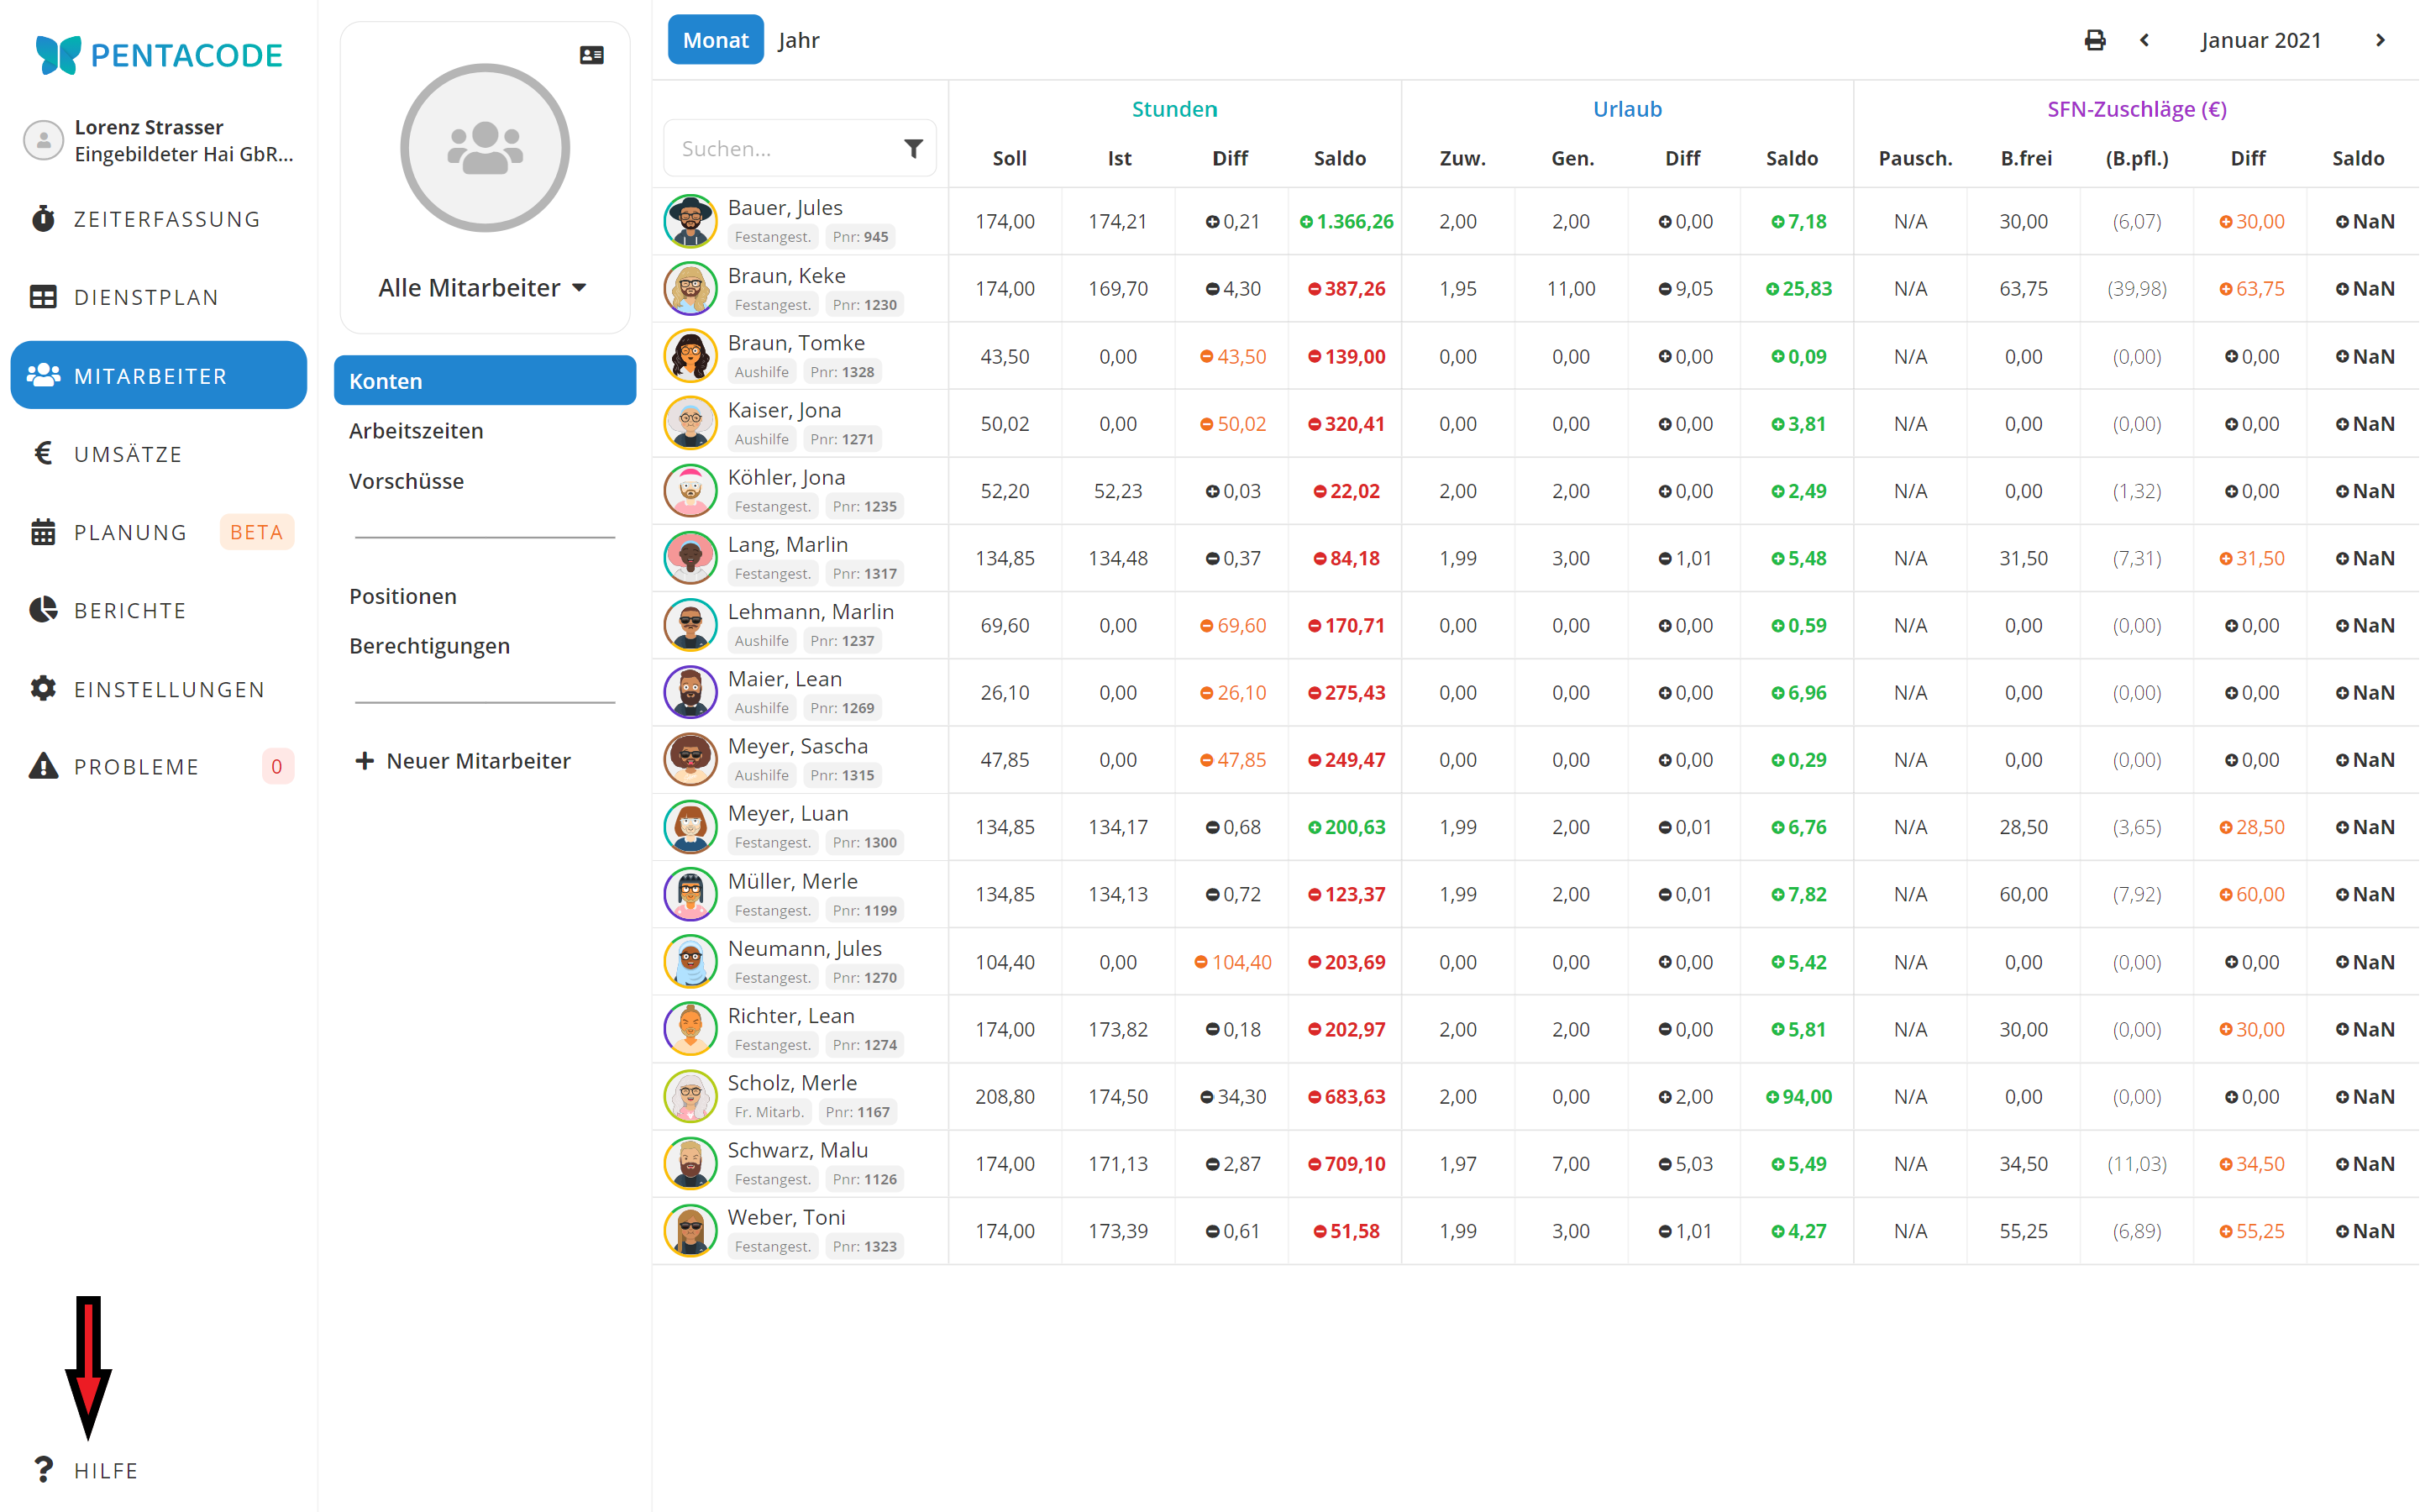 PENTACODE
Lorenz Strasser
Eingebildeter Hai GbR...
ZEITERFASSUNG
DIENSTPLAN
MITARBEITER
UMSÄTZE
PLANUNG BETA
BERICHTE
EINSTELLUNGEN
PROBLEME 0
HILFE
Alle Mitarbeiter
Konten
Arbeitszeiten
Vorschüsse
Positionen
Berechtigungen
Neuer Mitarbeiter
Monat Jahr Januar 2021
Stunden Urlaub SFN-Zuschläge (€)
Suchen...
Soll Ist Diff Saldo Zuw. Gen. Diff Saldo Pausch. B.frei (B.pfl.) Diff Saldo
Bauer, Jules
Festangest. Pnr: 945
174,00 174,21 +0,21 +1.366,26 2,00 2,00 +0,00 +7,18 N/A 30,00 (6,07) +30,00 +NaN
Braun, Keke
Festangest. Pnr: 1230
174,00 169,70 -4,30 -387,26 1,95 11,00 -9,05 +25,83 N/A 63,75 (39,98) +63,75 +NaN
Braun, Tomke
Aushilfe Pnr: 1328
43,50 0,00 -43,50 -139,00 0,00 0,00 +0,00 +0,09 N/A 0,00 (0,00) +0,00 +NaN
Kaiser, Jona
Aushilfe Pnr: 1271
50,02 0,00 -50,02 -320,41 0,00 0,00 +0,00 +3,81 N/A 0,00 (0,00) +0,00 +NaN
Köhler, Jona
Festangest. Pnr: 1235
52,20 52,23 +0,03 -22,02 2,00 2,00 +0,00 +2,49 N/A 0,00 (1,32) +0,00 +NaN
Lang, Marlin
Festangest. Pnr: 1317
134,85 134,48 -0,37 -84,18 1,99 3,00 -1,01 +5,48 N/A 31,50 (7,31) +31,50 +NaN
Lehmann, Marlin
Aushilfe Pnr: 1237
69,60 0,00 -69,60 -170,71 0,00 0,00 +0,00 +0,59 N/A 0,00 (0,00) +0,00 +NaN
Maier, Lean
Aushilfe Pnr: 1269
26,10 0,00 -26,10 -275,43 0,00 0,00 +0,00 +6,96 N/A 0,00 (0,00) +0,00 +NaN
Meyer, Sascha
Aushilfe Pnr: 1315
47,85 0,00 -47,85 -249,47 0,00 0,00 +0,00 +0,29 N/A 0,00 (0,00) +0,00 +NaN
Meyer, Luan
Festangest. Pnr: 1300
134,85 134,17 -0,68 +200,63 1,99 2,00 -0,01 +6,76 N/A 28,50 (3,65) +28,50 +NaN
Müller, Merle
Festangest. Pnr: 1199
134,85 134,13 -0,72 -123,37 1,99 2,00 -0,01 +7,82 N/A 60,00 (7,92) +60,00 +NaN
Neumann, Jules
Festangest. Pnr: 1270
104,40 0,00 -104,40 -203,69 0,00 0,00 +0,00 +5,42 N/A 0,00 (0,00) +0,00 +NaN
Richter, Lean
Festangest. Pnr: 1274
174,00 173,82 -0,18 -202,97 2,00 2,00 -0,00 +5,81 N/A 30,00 (0,00) +30,00 +NaN
Scholz, Merle
Fr. Mitarb. Pnr: 1167
208,80 174,50 -34,30 -683,63 2,00 0,00 +2,00 +94,00 N/A 0,00 (0,00) +0,00 +NaN
Schwarz, Malu
Festangest. Pnr: 1126
174,00 171,13 -2,87 -709,10 1,97 7,00 -5,03 +5,49 N/A 34,50 (11,03) +34,50 +NaN
Weber, Toni
Festangest. Pnr: 1323
174,00 173,39 -0,61 -51,58 1,99 3,00 -1,01 +4,27 N/A 55,25 (6,89) +55,25 +NaN